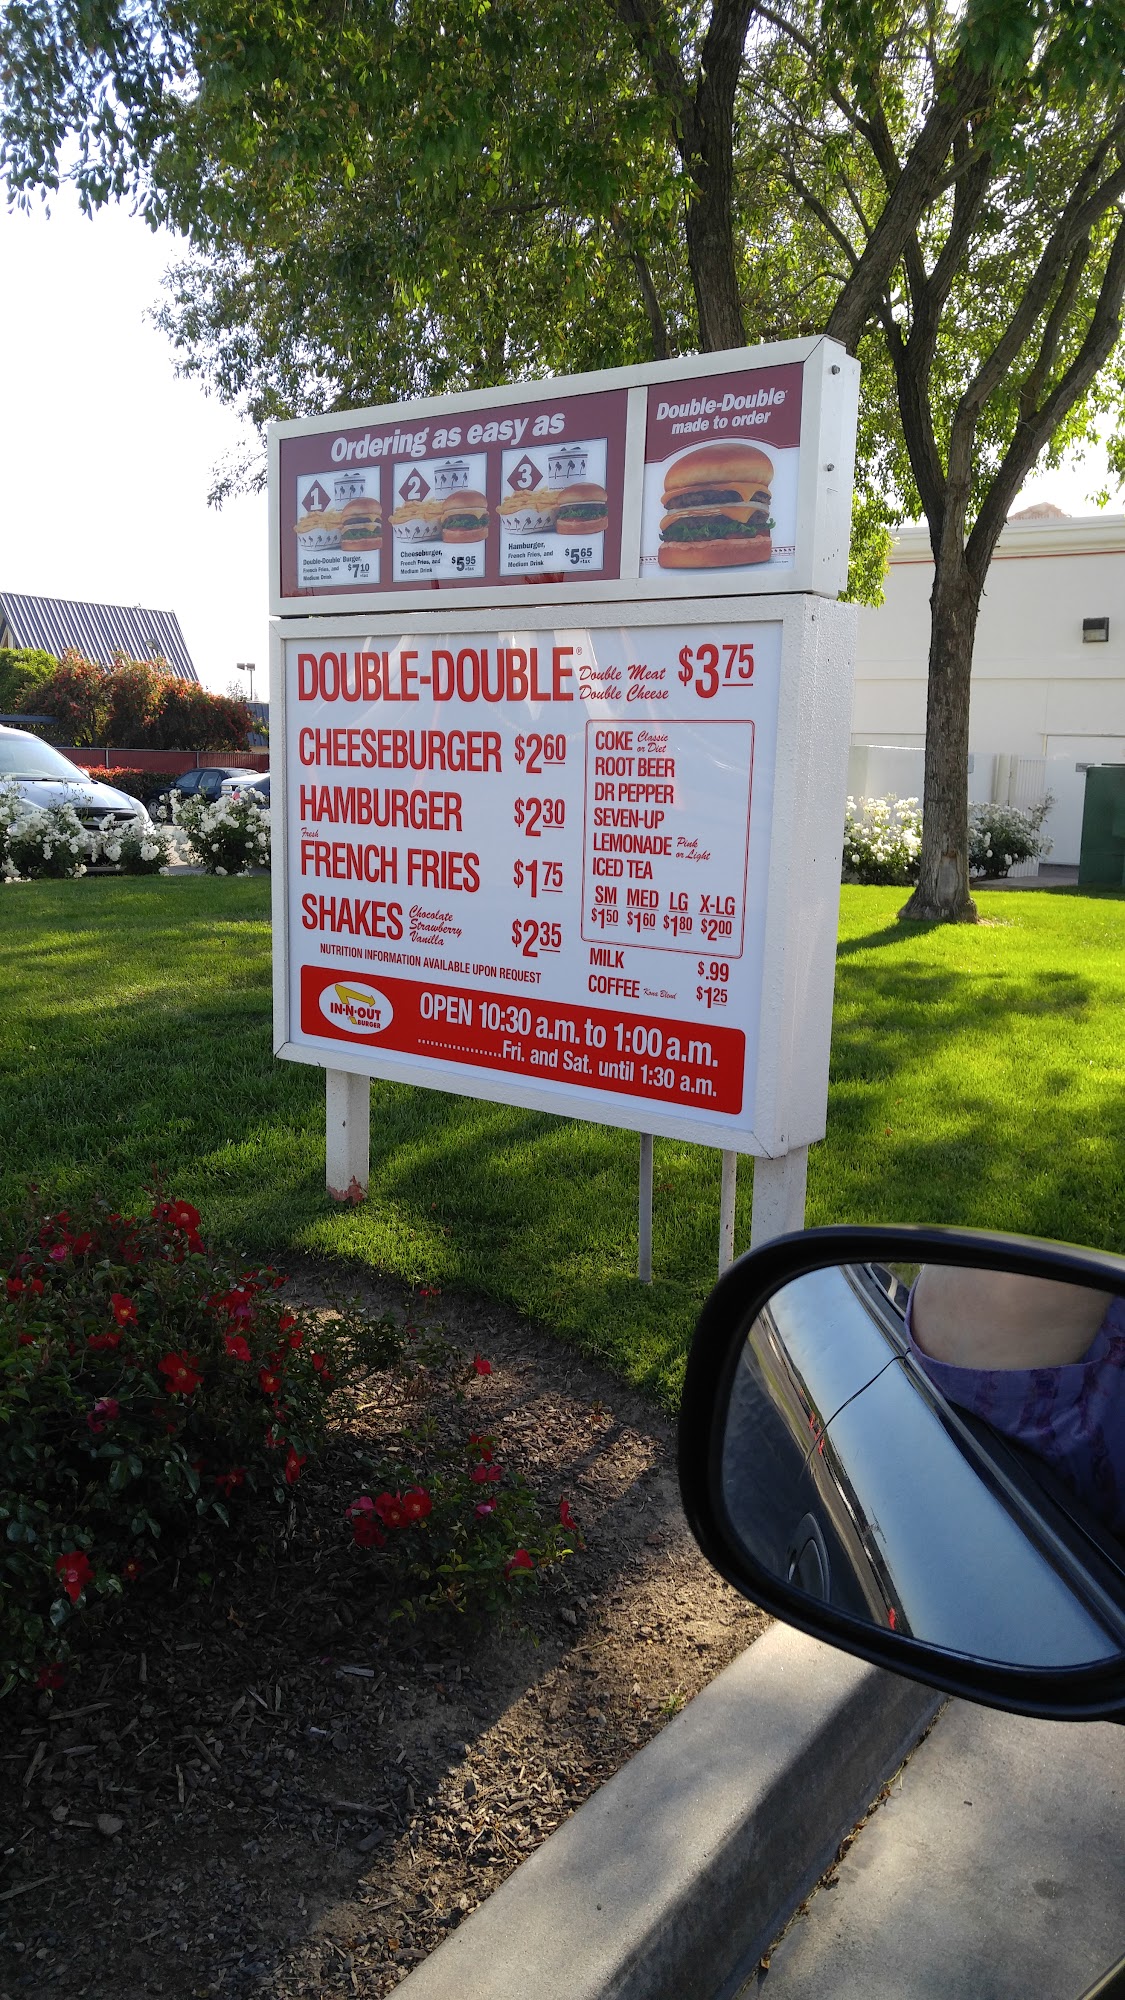 Ordering as easy as
1
Double-Double Burger,
French Fries, and
Medium Drink
$7.10
+tax
2
Cheeseburger,
French Fries, and
Medium Drink
$5.95
+tax
3
Hamburger,
French Fries, and
Medium Drink
$5.65
+tax
Double-Double®
made to order
DOUBLE-DOUBLE® Double Meat Double Cheese $3.75
CHEESEBURGER $2.60
HAMBURGER $2.30
Fresh
FRENCH FRIES $1.75
SHAKES Chocolate Strawberry Vanilla $2.35
NUTRITION INFORMATION AVAILABLE UPON REQUEST
COKE Classic or Diet
ROOT BEER
DR PEPPER
SEVEN-UP
LEMONADE Pink or Light
ICED TEA
SM MED LG X-LG
$1.50 $1.60 $1.80 $2.00
MILK $.99
COFFEE Kona Blend $1.25
IN-N-OUT
BURGER
OPEN 10:30 a.m. to 1:00 a.m.
...................Fri. and Sat. until 1:30 a.m.